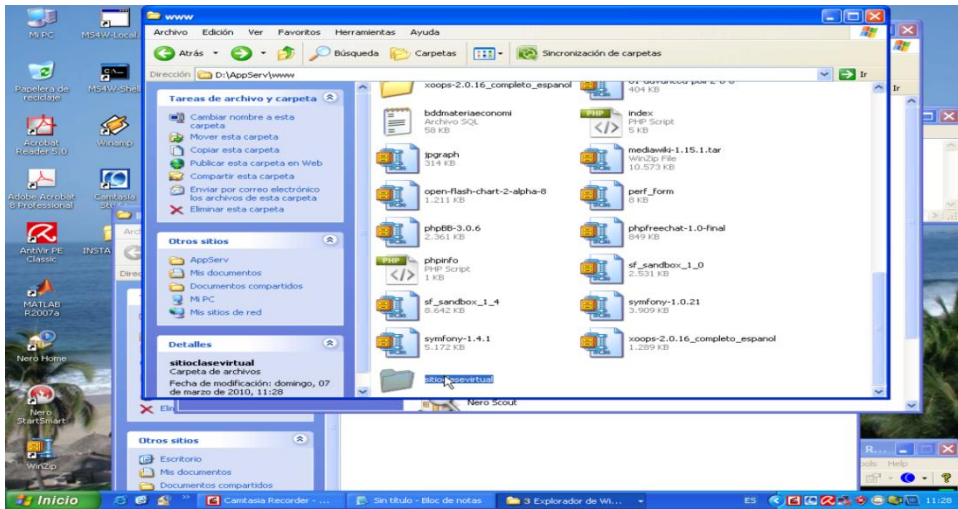 www
Archivo Edición Ver Favoritos Herramientas Ayuda
Atrás Búsqueda Carpetas Sincronización de carpetas
Dirección D:\AppServ\www Ir
Tareas de archivo y carpeta
Cambiar nombre a esta
carpeta
Mover esta carpeta
Copiar esta carpeta
Publicar esta carpeta en Web
Compartir esta carpeta
Enviar por correo electrónico
los archivos de esta carpeta
Eliminar esta carpeta
Otros sitios
AppServ
Mis documentos
Documentos compartidos
Mi PC
Mis sitios de red
Detalles
sitioclasevirtual
Carpeta de archivos
Fecha de modificación: domingo, 07
de marzo de 2010, 11:28
xoops-2.0.16_completo_espanol
404 KB
bddmateriaeconomi
Archivo SQL
58 KB
index
PHP Script
5 KB
jpgraph
314 KB
mediawiki-1.15.1.tar
WinZip File
10.573 KB
open-flash-chart-2-alpha-8
1.211 KB
perf_form
8 KB
phpBB-3.0.6
2.361 KB
phpfreechat-1.0-final
849 KB
phpinfo
PHP Script
1 KB
sf_sandbox_1_0
2.531 KB
sf_sandbox_1_4
8.642 KB
symfony-1.0.21
3.909 KB
symfony-1.4.1
5.172 KB
xoops-2.0.16_completo_espanol
1.289 KB
sitioclasevirtual
Nero Scout
Mi PC
MS4W-Local
Papelera de
reciclaje
MS4W-Shell
Acrobat
Reader 5.0
Winamp
Adobe Acrobat
8 Professional
Camtasia
AntiVir PE
Classic
INSTA
MATLAB
R2007a
Nero Home
Nero
StartSmart
WinZip
Ir
Otros sitios
Escritorio
Mis documentos
Documentos compartidos
Help
Inicio
Camtasia Recorder - ...
Sin título - Bloc de notas
3 Explorador de Wi...
ES
11:28